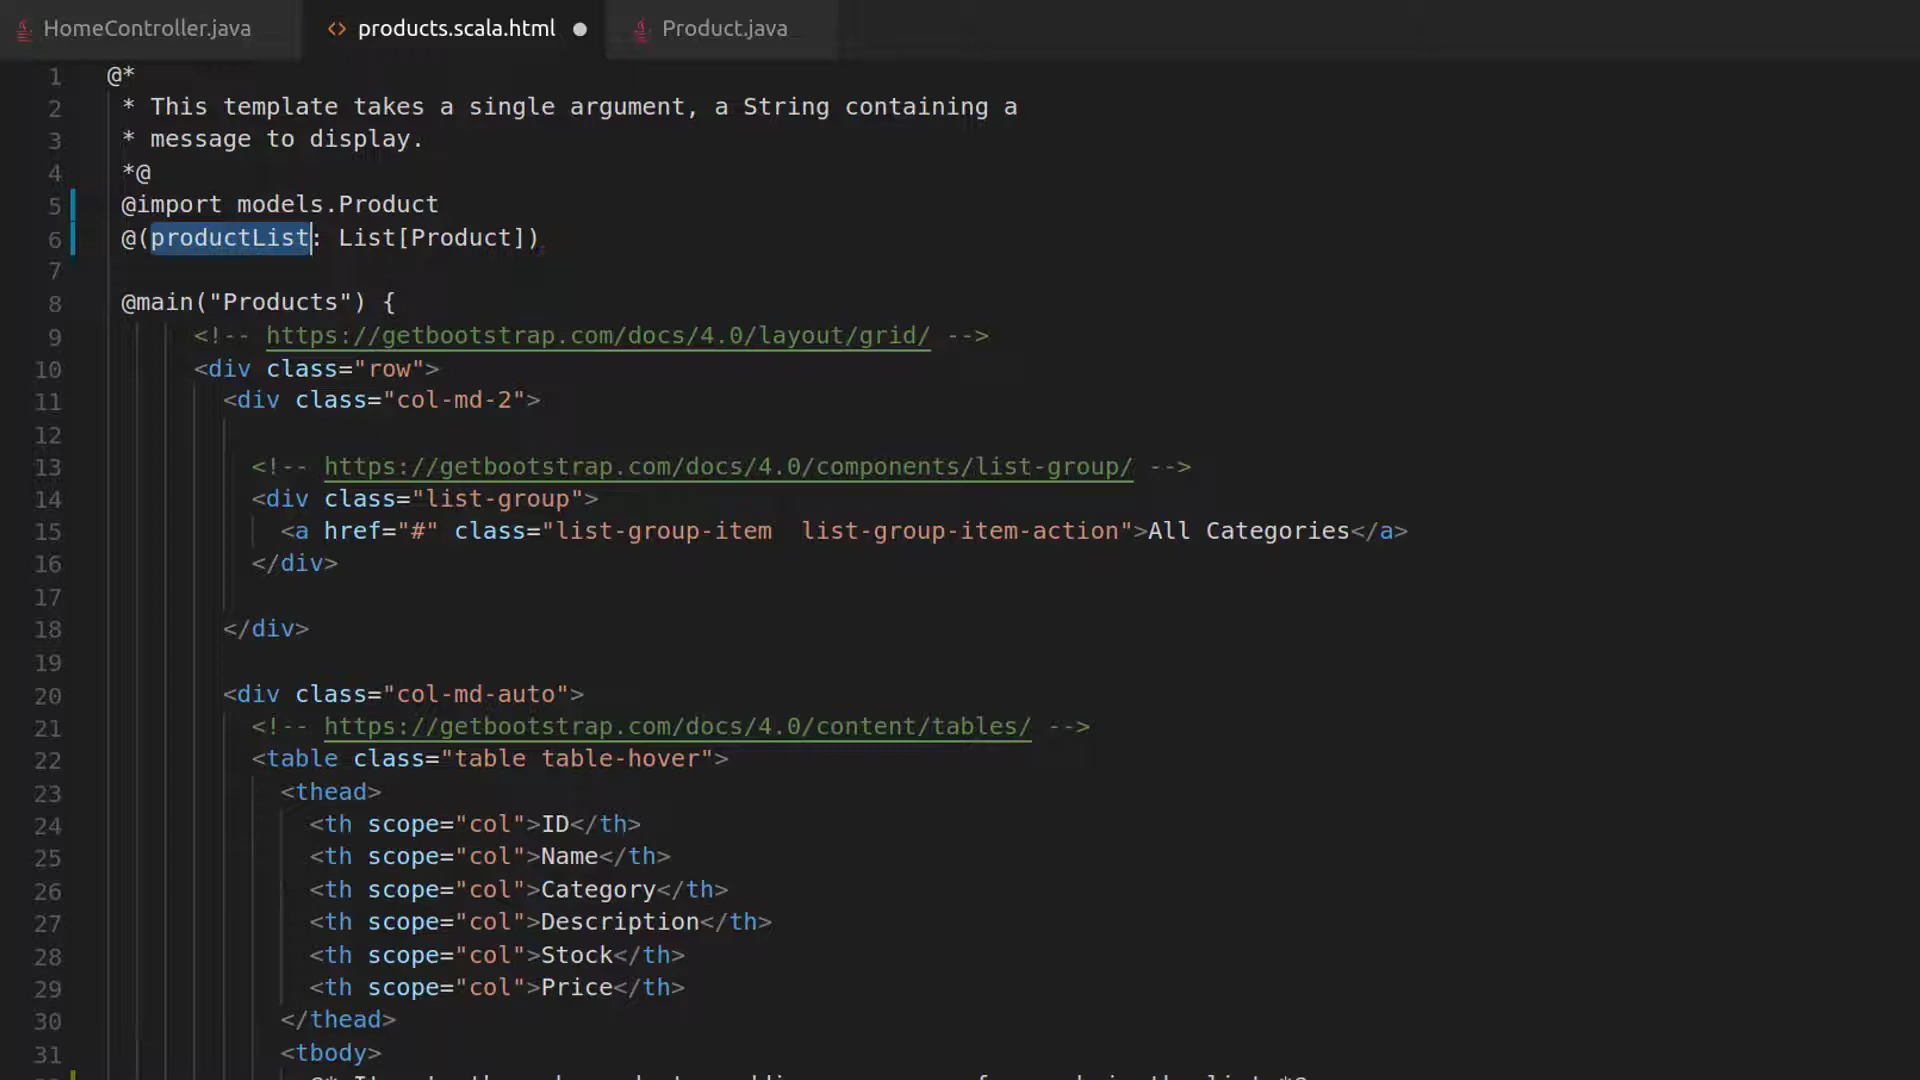 HomeController.java
products.scala.html
Product.java
1 @*
2 * This template takes a single argument, a String containing a
3 * message to display.
4 *@
5 @import models.Product
6 @(productList: List[Product])
7
8 @main("Products") {
9 <!-- https://getbootstrap.com/docs/4.0/layout/grid/ -->
10 <div class="row">
11 <div class="col-md-2">
12
13 <!-- https://getbootstrap.com/docs/4.0/components/list-group/ -->
14 <div class="list-group">
15 <a href="#" class="list-group-item  list-group-item-action">All Categories</a>
16 </div>
17
18 </div>
19
20 <div class="col-md-auto">
21 <!-- https://getbootstrap.com/docs/4.0/content/tables/ -->
22 <table class="table table-hover">
23 <thead>
24 <th scope="col">ID</th>
25 <th scope="col">Name</th>
26 <th scope="col">Category</th>
27 <th scope="col">Description</th>
28 <th scope="col">Stock</th>
29 <th scope="col">Price</th>
30 </thead>
31 <tbody>